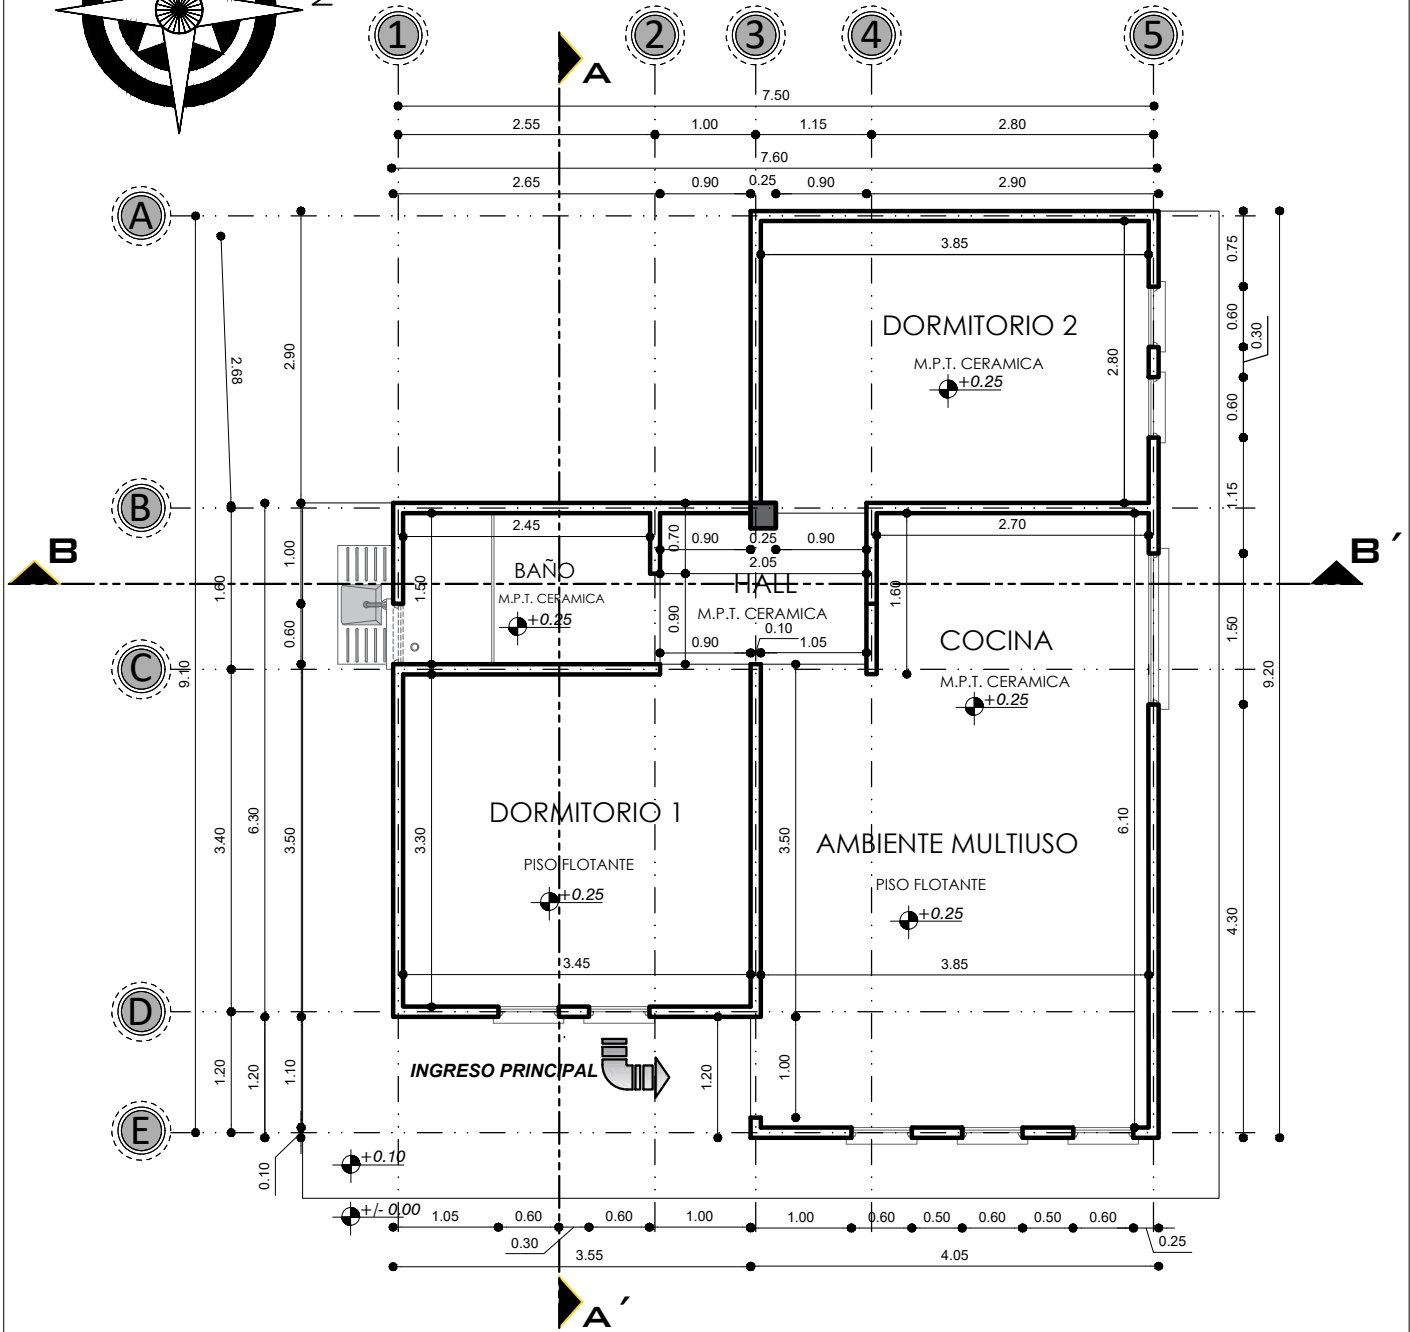 N
1 2 3 4 5
A
7.50
2.55 1.00 1.15 2.80
7.60
2.65 0.90 0.25 0.90 2.90
A
3.85
0.75
2.90
2.68
DORMITORIO 2
0.60
0.30
2.80
M.P.T. CERAMICA
+0.25
0.60
B
1.15
2.45
0.70
0.90 0.25 0.90
2.70
B
1.00
2.05
B´
BAÑO
HALL
1.60
1.50
M.P.T. CERAMICA
+0.25
M.P.T. CERAMICA
1.60
0.90
0.10
0.60
0.90 1.05
COCINA
1.50
C
9.10
M.P.T. CERAMICA
+0.25
9.20
DORMITORIO 1
3.40
6.30
3.50
3.30
3.50
6.10
AMBIENTE MULTIUSO
PISO FLOTANTE
+0.25
PISO FLOTANTE
+0.25
4.30
3.45
3.85
D
INGRESO PRINCIPAL
1.20
1.20
1.10
1.20
1.00
E
+0.10
0.10
+/- 0.00
1.05 0.60 0.60 1.00 1.00 0.60 0.50 0.60 0.50 0.60
0.30
0.25
3.55 4.05
A´